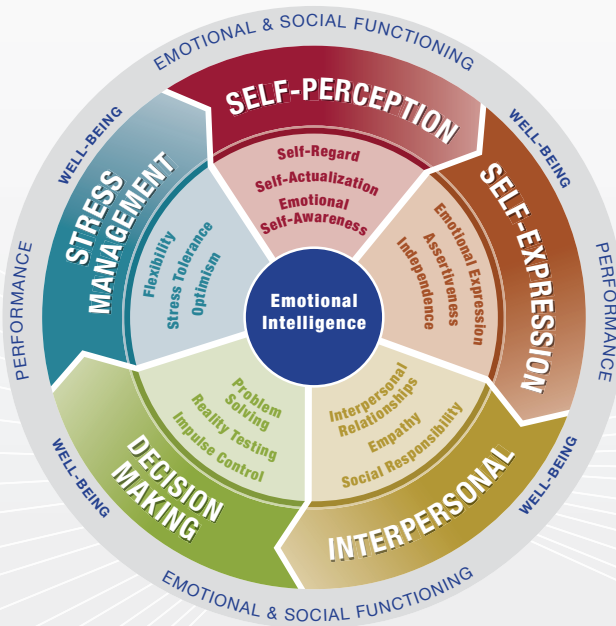 EMOTIONAL & SOCIAL FUNCTIONING
WELL-BEING
WELL-BEING
PERFORMANCE
PERFORMANCE
SELF-PERCEPTION
Self-Regard
Self-Actualization
Emotional
Self-Awareness
SELF-EXPRESSION
Emotional Expression
Assertiveness
Independence
STRESS
MANAGEMENT
Flexibility
Stress Tolerance
Optimism
Emotional
Intelligence
INTERPERSONAL
Interpersonal
Relationships
Empathy
Social Responsibility
DECISION
MAKING
Problem
Solving
Reality Testing
Impulse Control
WELL-BEING
WELL-BEING
EMOTIONAL & SOCIAL FUNCTIONING